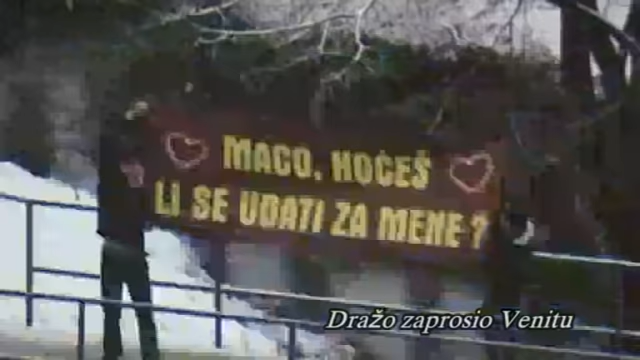 MACO, HOĆEŠ
LI SE UDATI ZA MENE?
Dražo zaprosio Venitu